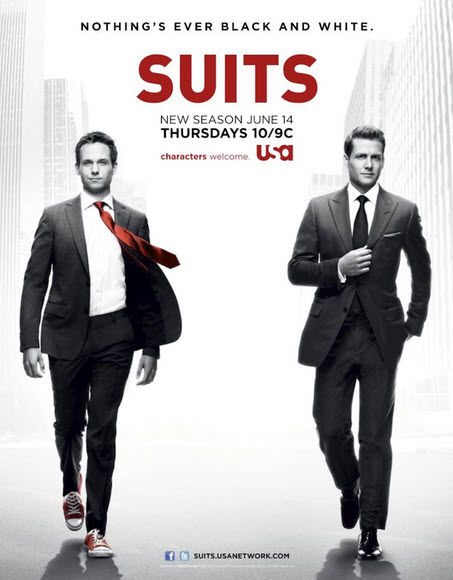 NOTHING'S EVER BLACK AND WHITE.
SUITS
NEW SEASON JUNE 14
THURSDAYS 10/9C
characters welcome. usa
f t SUITS.USANETWORK.COM